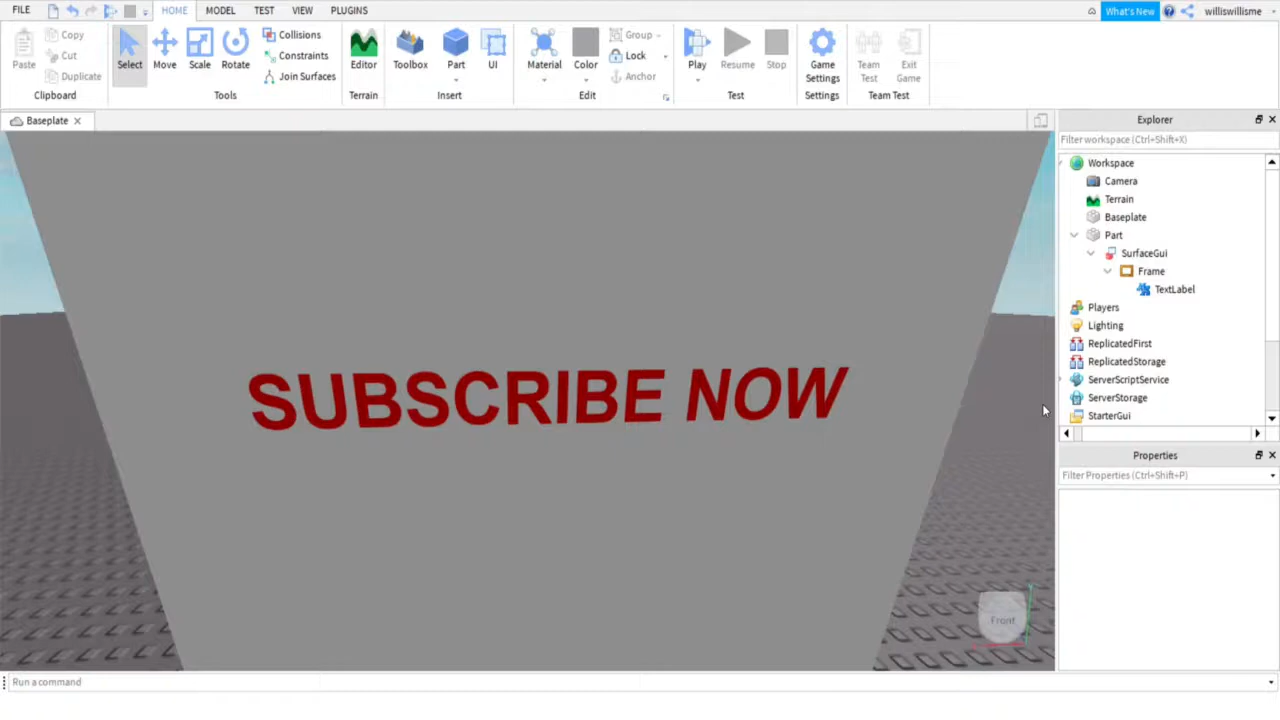 FILE HOME MODEL TEST VIEW PLUGINS What's New williswillisme
Paste Copy Cut Duplicate Select Move Scale Rotate Collisions Constraints Join Surfaces Editor Toolbox Part UI Material Color Group Lock Anchor Play Resume Stop Game Settings Team Test Exit Game
Clipboard Tools Terrain Insert Edit Test Settings Team Test
Baseplate
Explorer
Filter workspace (Ctrl+Shift+X)
Workspace
Camera
Terrain
Baseplate
Part
SurfaceGui
Frame
TextLabel
Players
Lighting
ReplicatedFirst
ReplicatedStorage
ServerScriptService
ServerStorage
StarterGui
SUBSCRIBE NOW
Properties
Filter Properties (Ctrl+Shift+P)
Front
Run a command